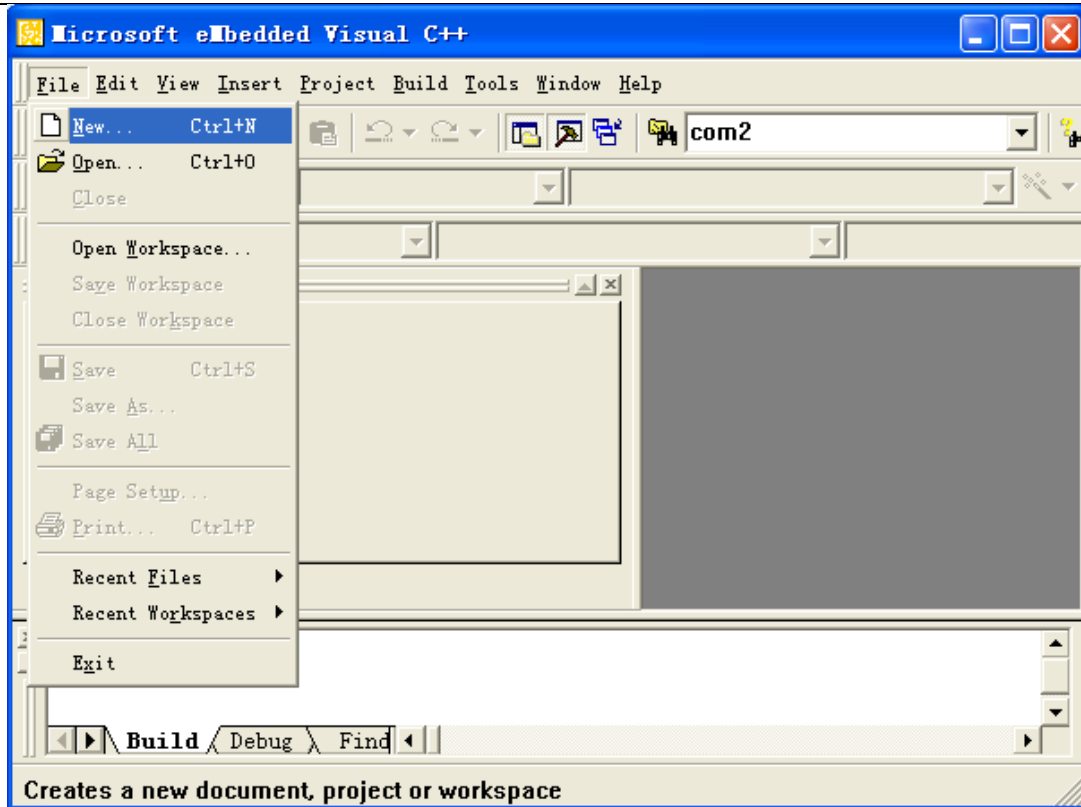 Microsoft eMbedded Visual C++
File Edit View Insert Project Build Tools Window Help
New... Ctrl+N
com2
Open... Ctrl+O
Close
Open Workspace...
Save Workspace
Close Workspace
Save Ctrl+S
Save As...
Save All
Page Setup...
Print... Ctrl+P
Recent Files
Recent Workspaces
Exit
Build Debug Find
Creates a new document, project or workspace